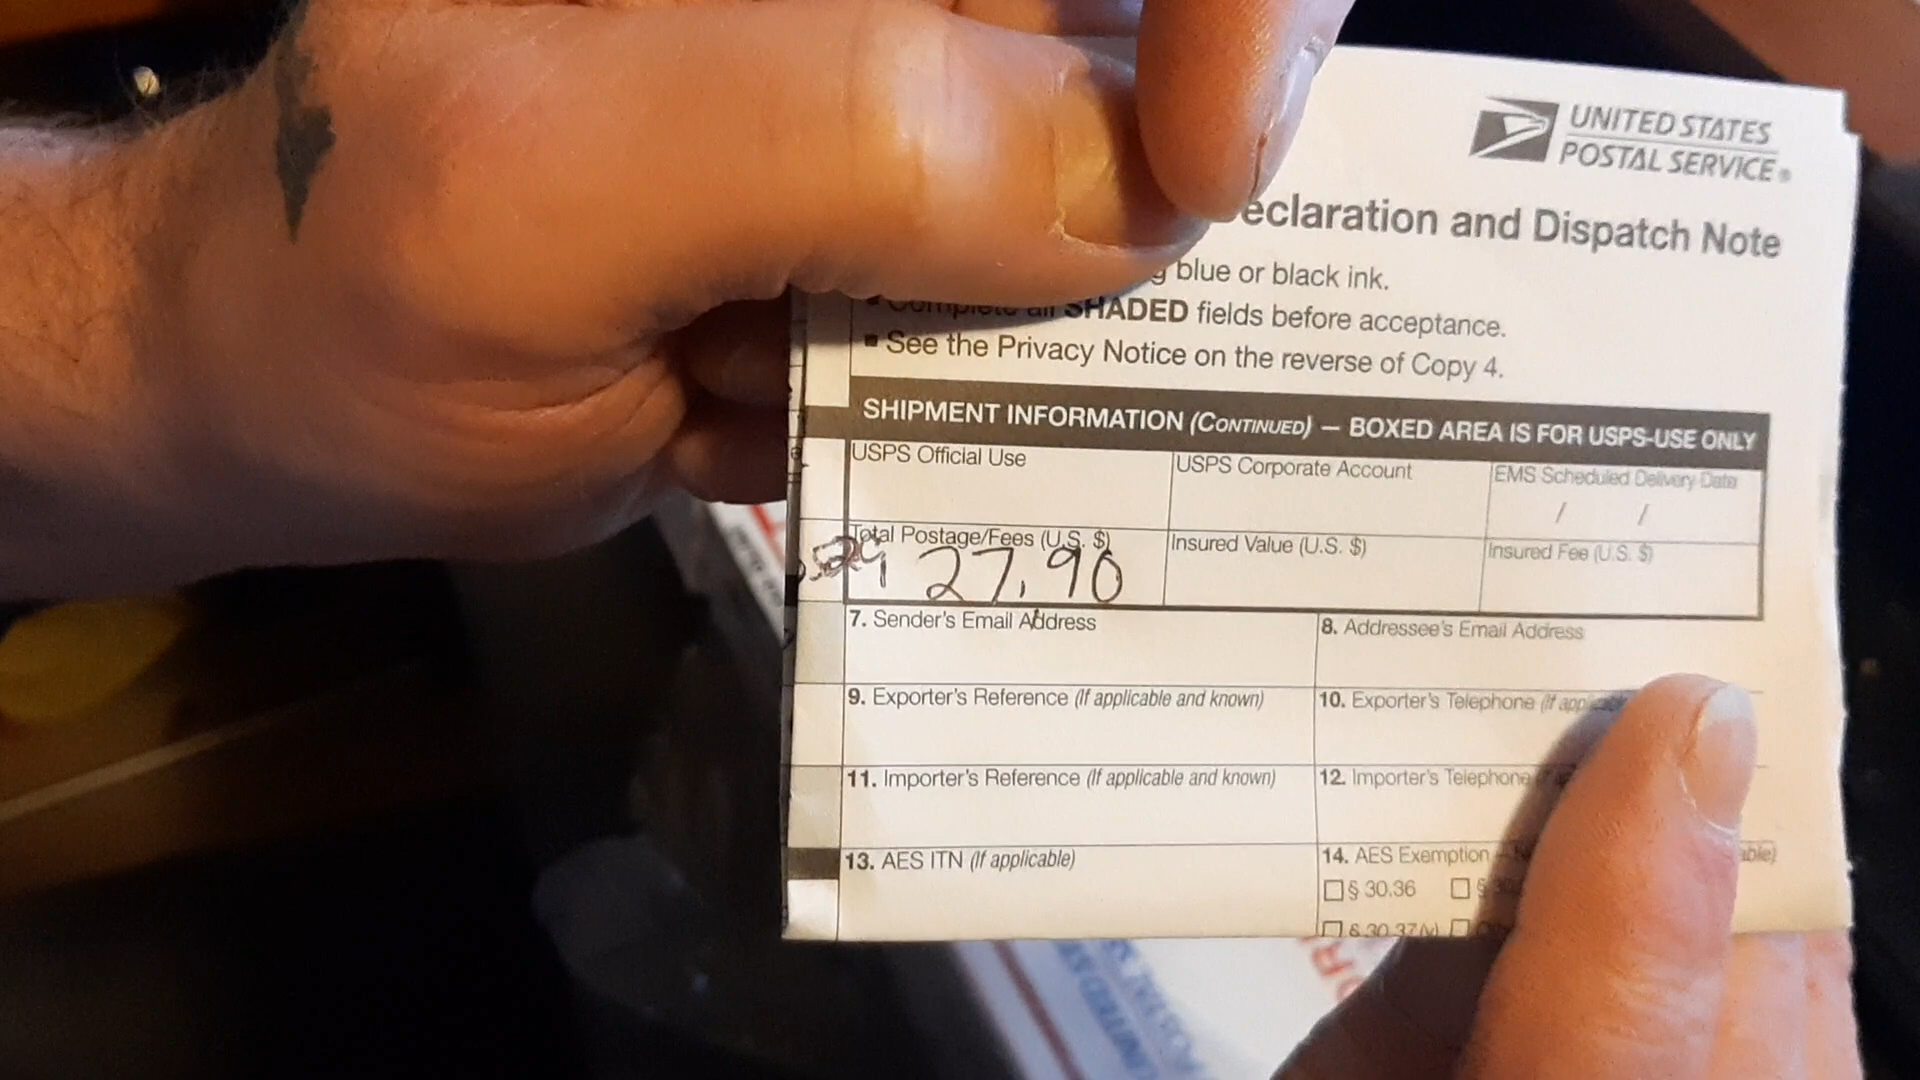 UNITED STATES
POSTAL SERVICE®
eclaration and Dispatch Note
blue or black ink.
■ Complete all SHADED fields before acceptance.
■ See the Privacy Notice on the reverse of Copy 4.
SHIPMENT INFORMATION (CONTINUED) — BOXED AREA IS FOR USPS-USE ONLY
USPS Official Use
USPS Corporate Account
EMS Scheduled Delivery Date
/ /
Total Postage/Fees (U.S. $)
27.90
Insured Value (U.S. $)
Insured Fee (U.S. $)
7. Sender's Email Address
8. Addressee's Email Address
9. Exporter's Reference (If applicable and known)
10. Exporter's Telephone (If
11. Importer's Reference (If applicable and known)
12. Importer's Telephone
13. AES ITN (If applicable)
14. AES Exemption
§ 30.36
UNITED